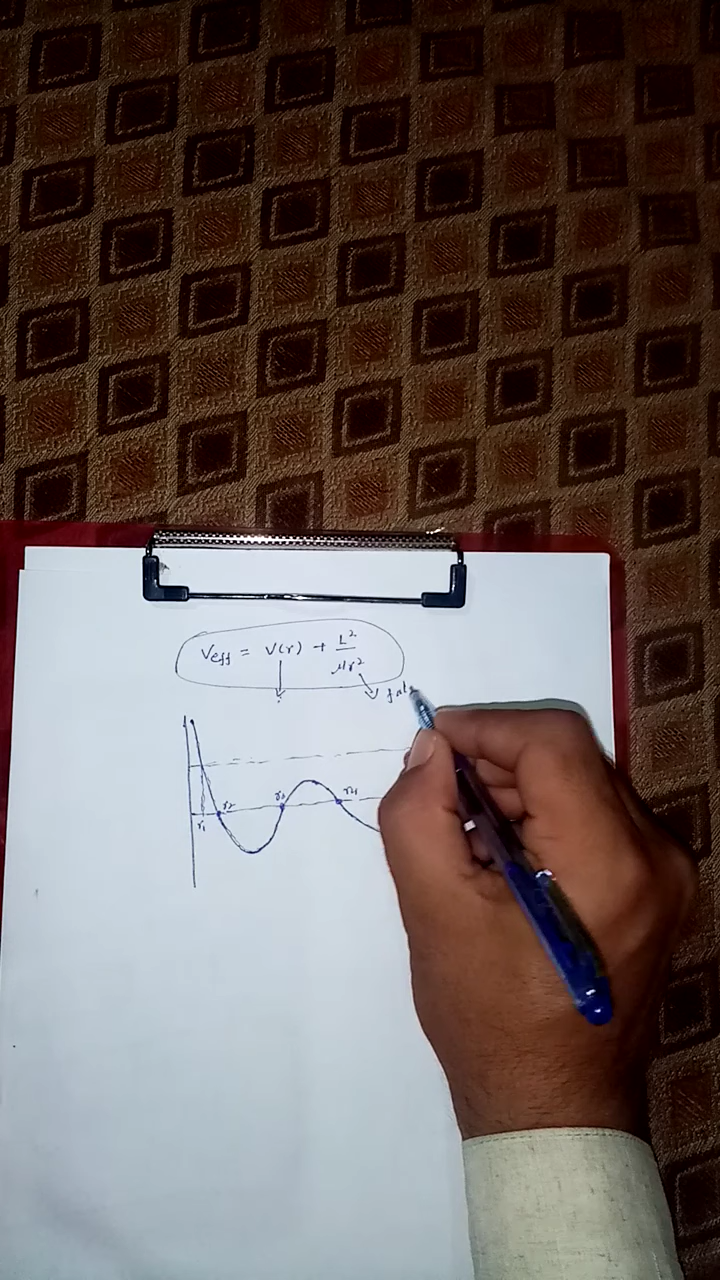 Veff = V(r) + L²/μr²
r₁ r₂ r₃ r₄